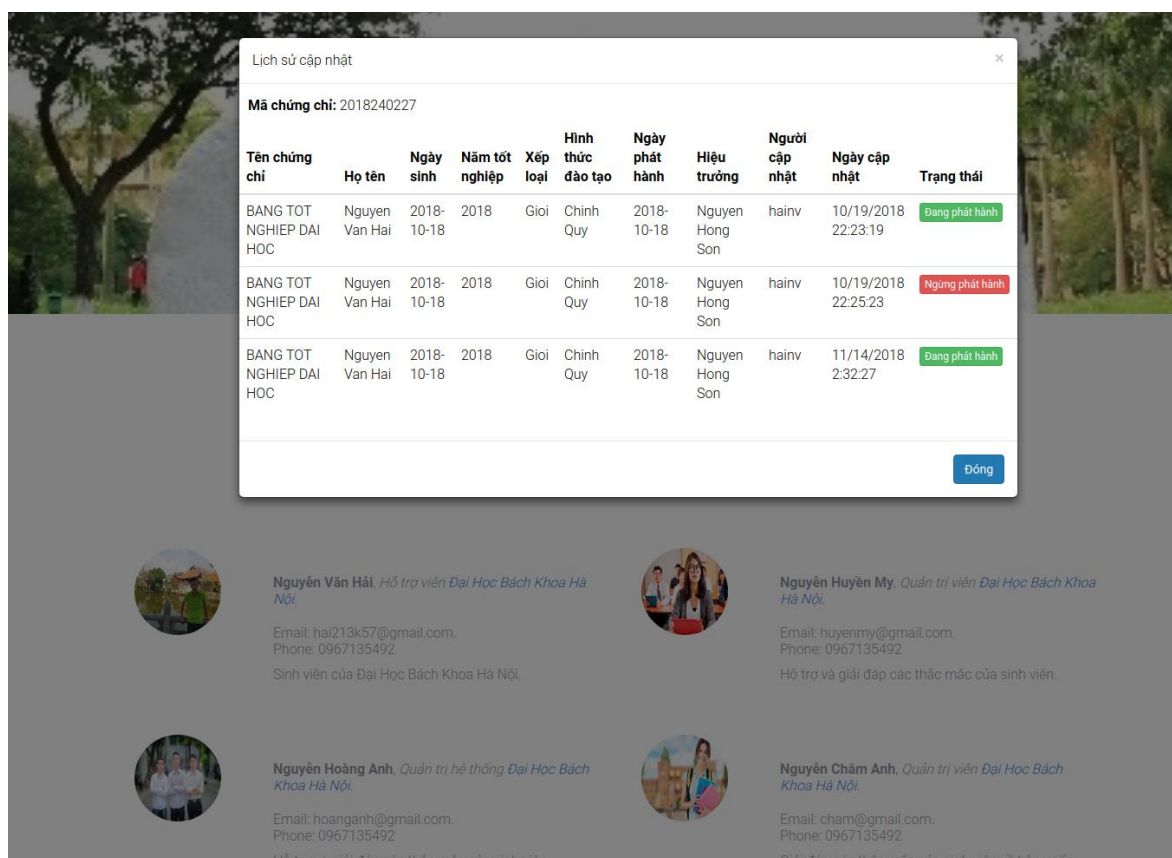 Lịch sử cập nhật ×
Mã chứng chỉ: 2018240227
Tên chứng chỉ Họ tên Ngày sinh Năm tốt nghiệp Xếp loại Hình thức đào tạo Ngày phát hành Hiệu trưởng Người cập nhật Ngày cập nhật Trạng thái
BANG TOT NGHIEP DAI HOC Nguyen Van Hai 2018-10-18 2018 Gioi Chinh Quy 2018-10-18 Nguyen Hong Son hainv 10/19/2018 22:23:19 Đang phát hành
BANG TOT NGHIEP DAI HOC Nguyen Van Hai 2018-10-18 2018 Gioi Chinh Quy 2018-10-18 Nguyen Hong Son hainv 10/19/2018 22:25:23 Ngừng phát hành
BANG TOT NGHIEP DAI HOC Nguyen Van Hai 2018-10-18 2018 Gioi Chinh Quy 2018-10-18 Nguyen Hong Son hainv 11/14/2018 2:32:27 Đang phát hành
Đóng
Nguyễn Văn Hải, Hỗ trợ viên Đại Học Bách Khoa Hà
Nội.
Email: hai213k57@gmail.com.
Phone: 0967135492
Sinh viên của Đại Học Bách Khoa Hà Nội.
Nguyễn Huyền My, Quản trị viên Đại Học Bách Khoa
Hà Nội.
Email: huyenmy@gmail.com.
Phone: 0967135492
Hộ trợ và giải đáp các thắc mắc của sinh viên.
Nguyễn Hoàng Anh, Quản trị hệ thống Đại Học Bách
Khoa Hà Nội.
Email: hoanganh@gmail.com.
Phone: 0967135492
Nguyễn Châm Anh, Quản trị viên Đại Học Bách
Khoa Hà Nội.
Email: cham@gmail.com.
Phone: 0967135492